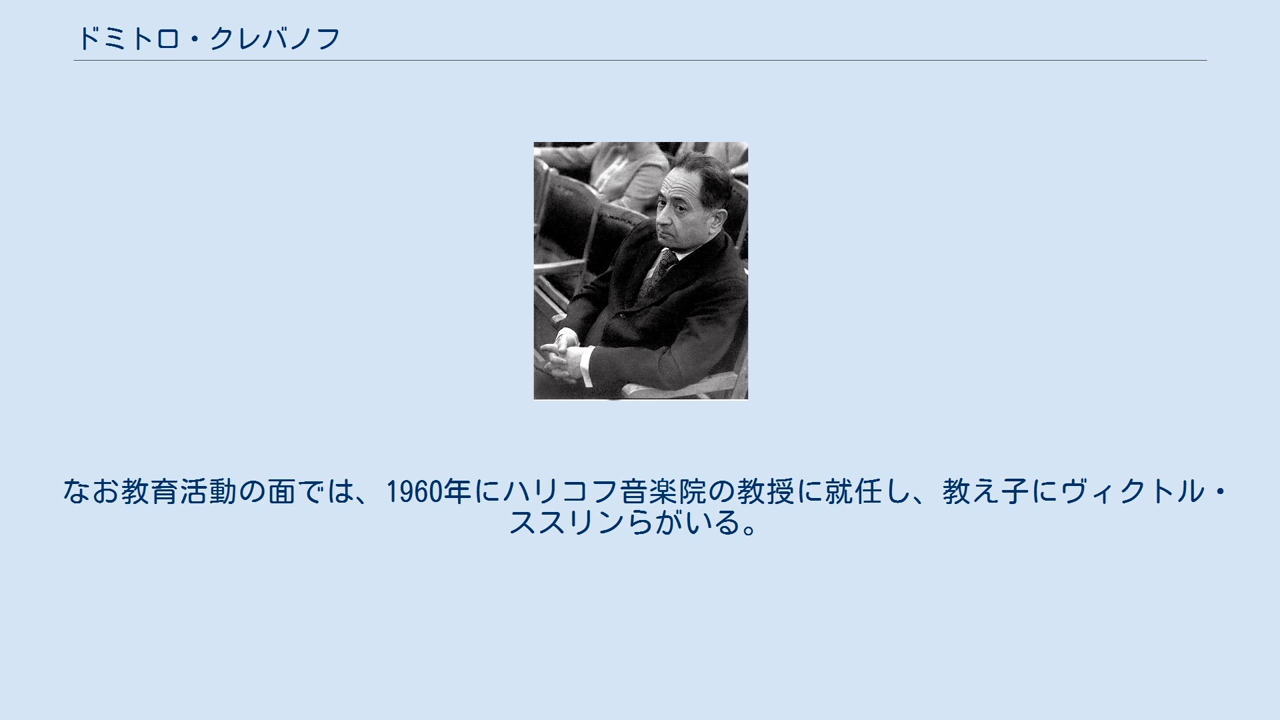 ドミトロ・クレバノフ
なお教育活動の面では、1960年にハリコフ音楽院の教授に就任し、教え子にヴィクトル・
ススリンらがいる。